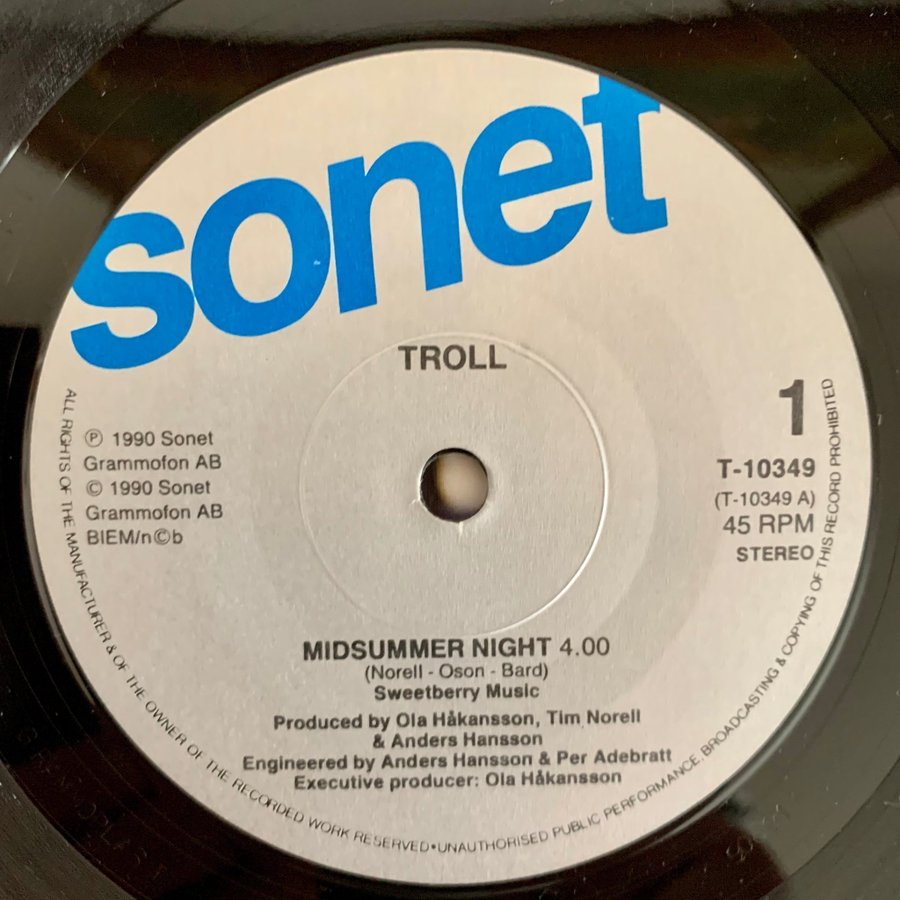 sonet
TROLL
1
T-10349
(T-10349 A)
45 RPM
STEREO
Ⓟ 1990 Sonet
Grammofon AB
© 1990 Sonet
Grammofon AB
BIEM/n©b
MIDSUMMER NIGHT 4.00
(Norell - Oson - Bard)
Sweetberry Music
Produced by Ola Håkansson, Tim Norell
& Anders Hansson
Engineered by Anders Hansson & Per Adebratt
Executive producer: Ola Håkansson
ALL RIGHTS OF THE MANUFACTURER & OF THE OWNER OF THE RECORDED WORK RESERVED•UNAUTHORISED PUBLIC PERFORMANCE, BROADCASTING & COPYING OF THIS RECORD PROHIBITED